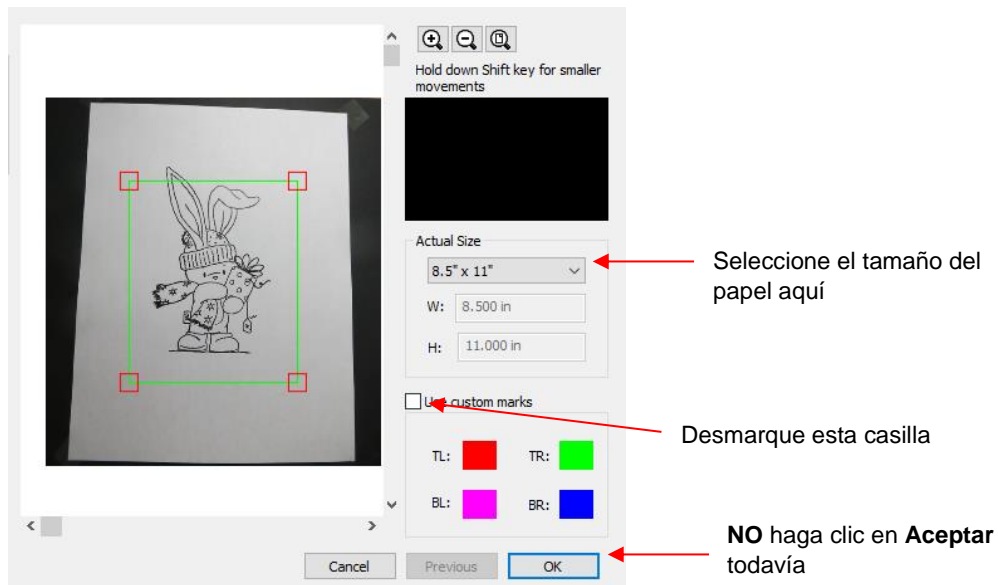 Hold down Shift key for smaller
movements
Actual Size
8.5" x 11"
W: 8.500 in
H: 11.000 in
Seleccione el tamaño del
papel aquí
Use custom marks
Desmarque esta casilla
TL: TR:
BL: BR:
NO haga clic en Aceptar
todavía
Cancel Previous OK